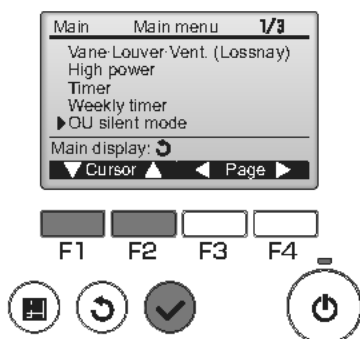 Main Main menu 1/3
Vane·Louver·Vent. (Lossnay)
High power
Timer
Weekly timer
▶OU silent mode
Main display:
▼ Cursor ▲ ◀ Page ▶
F1 F2 F3 F4